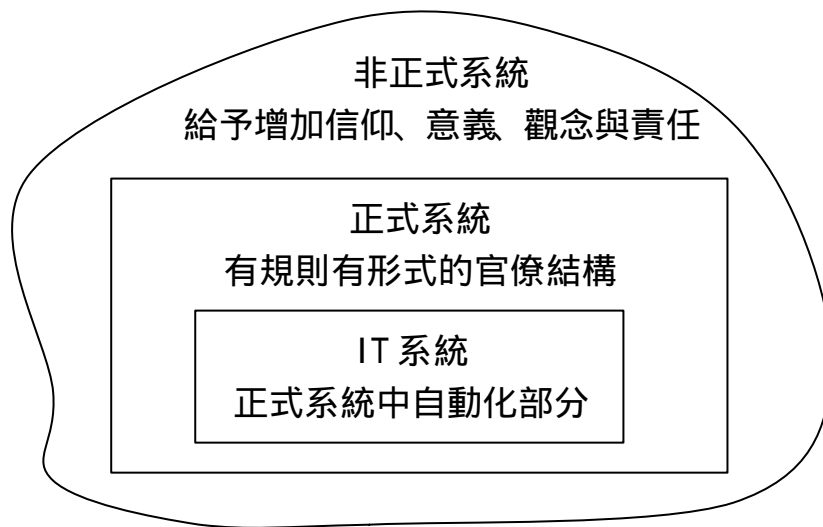 非正式系統
給予增加信仰、意義、觀念與責任
正式系統
有規則有形式的官僚結構
IT 系統
正式系統中自動化部分